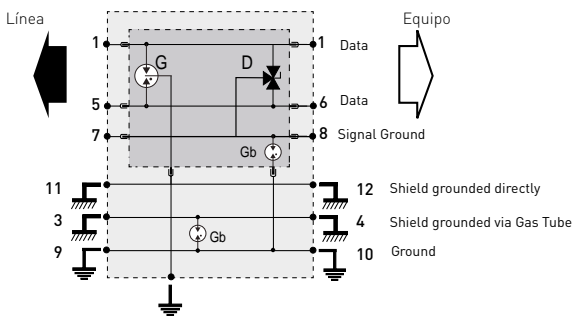 Línea
Equipo
1
1 Data
G
D
5
6 Data
7
8 Signal Ground
Gb
11
12 Shield grounded directly
3
4 Shield grounded via Gas Tube
Gb
9
10 Ground